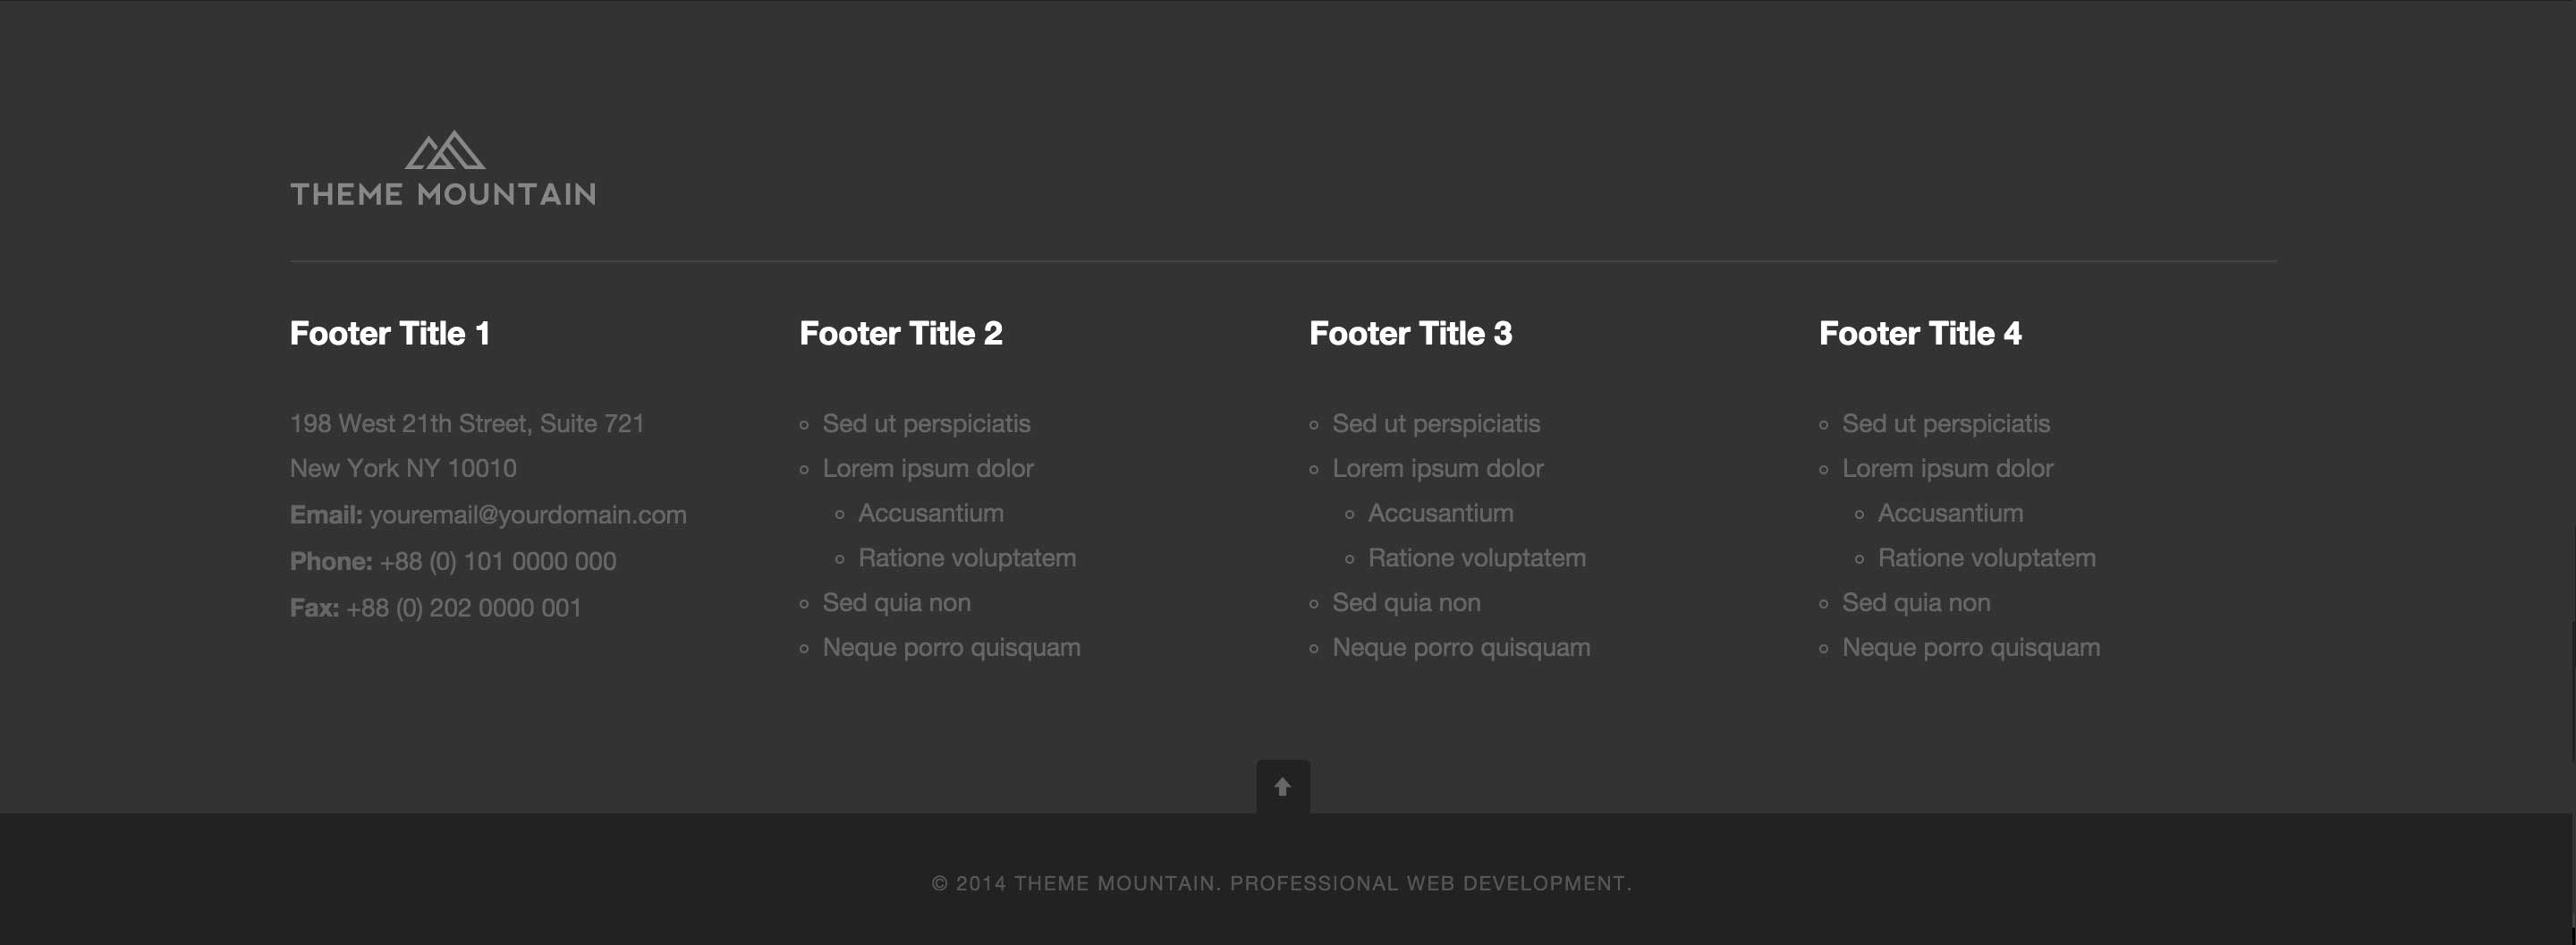 THEME MOUNTAIN
Footer Title 1
198 West 21th Street, Suite 721
New York NY 10010
Email: youremail@yourdomain.com
Phone: +88 (0) 101 0000 000
Fax: +88 (0) 202 0000 001
Footer Title 2
Sed ut perspiciatis
Lorem ipsum dolor
Accusantium
Ratione voluptatem
Sed quia non
Neque porro quisquam
Footer Title 3
Sed ut perspiciatis
Lorem ipsum dolor
Accusantium
Ratione voluptatem
Sed quia non
Neque porro quisquam
Footer Title 4
Sed ut perspiciatis
Lorem ipsum dolor
Accusantium
Ratione voluptatem
Sed quia non
Neque porro quisquam
© 2014 THEME MOUNTAIN. PROFESSIONAL WEB DEVELOPMENT.